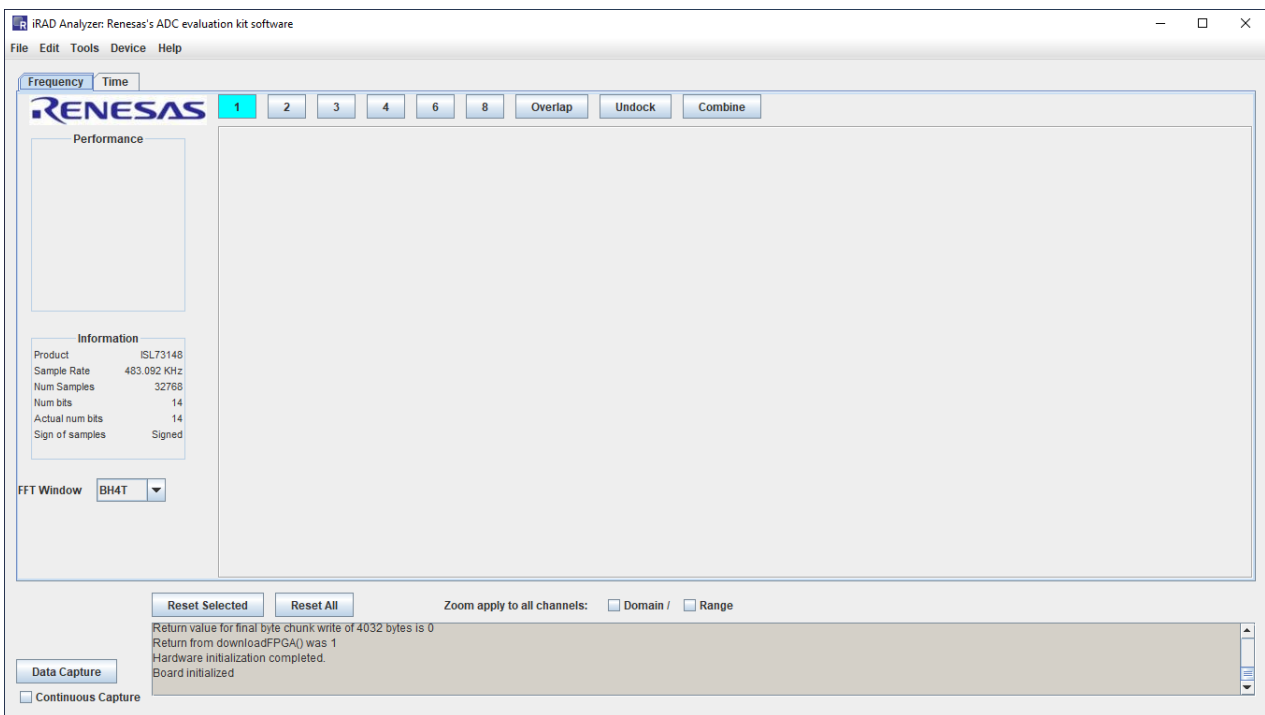 iRAD Analyzer: Renesas's ADC evaluation kit software
File Edit Tools Device Help
Frequency Time
RENESAS 1 2 3 4 6 8 Overlap Undock Combine
Performance
Information
Product ISL73148
Sample Rate 483.092 KHz
Num Samples 32768
Num bits 14
Actual num bits 14
Sign of samples Signed
FFT Window BH4T
Reset Selected Reset All Zoom apply to all channels: Domain / Range
Return value for final byte chunk write of 4032 bytes is 0
Return from downloadFPGA() was 1
Hardware initialization completed.
Board initialized
Data Capture
Continuous Capture